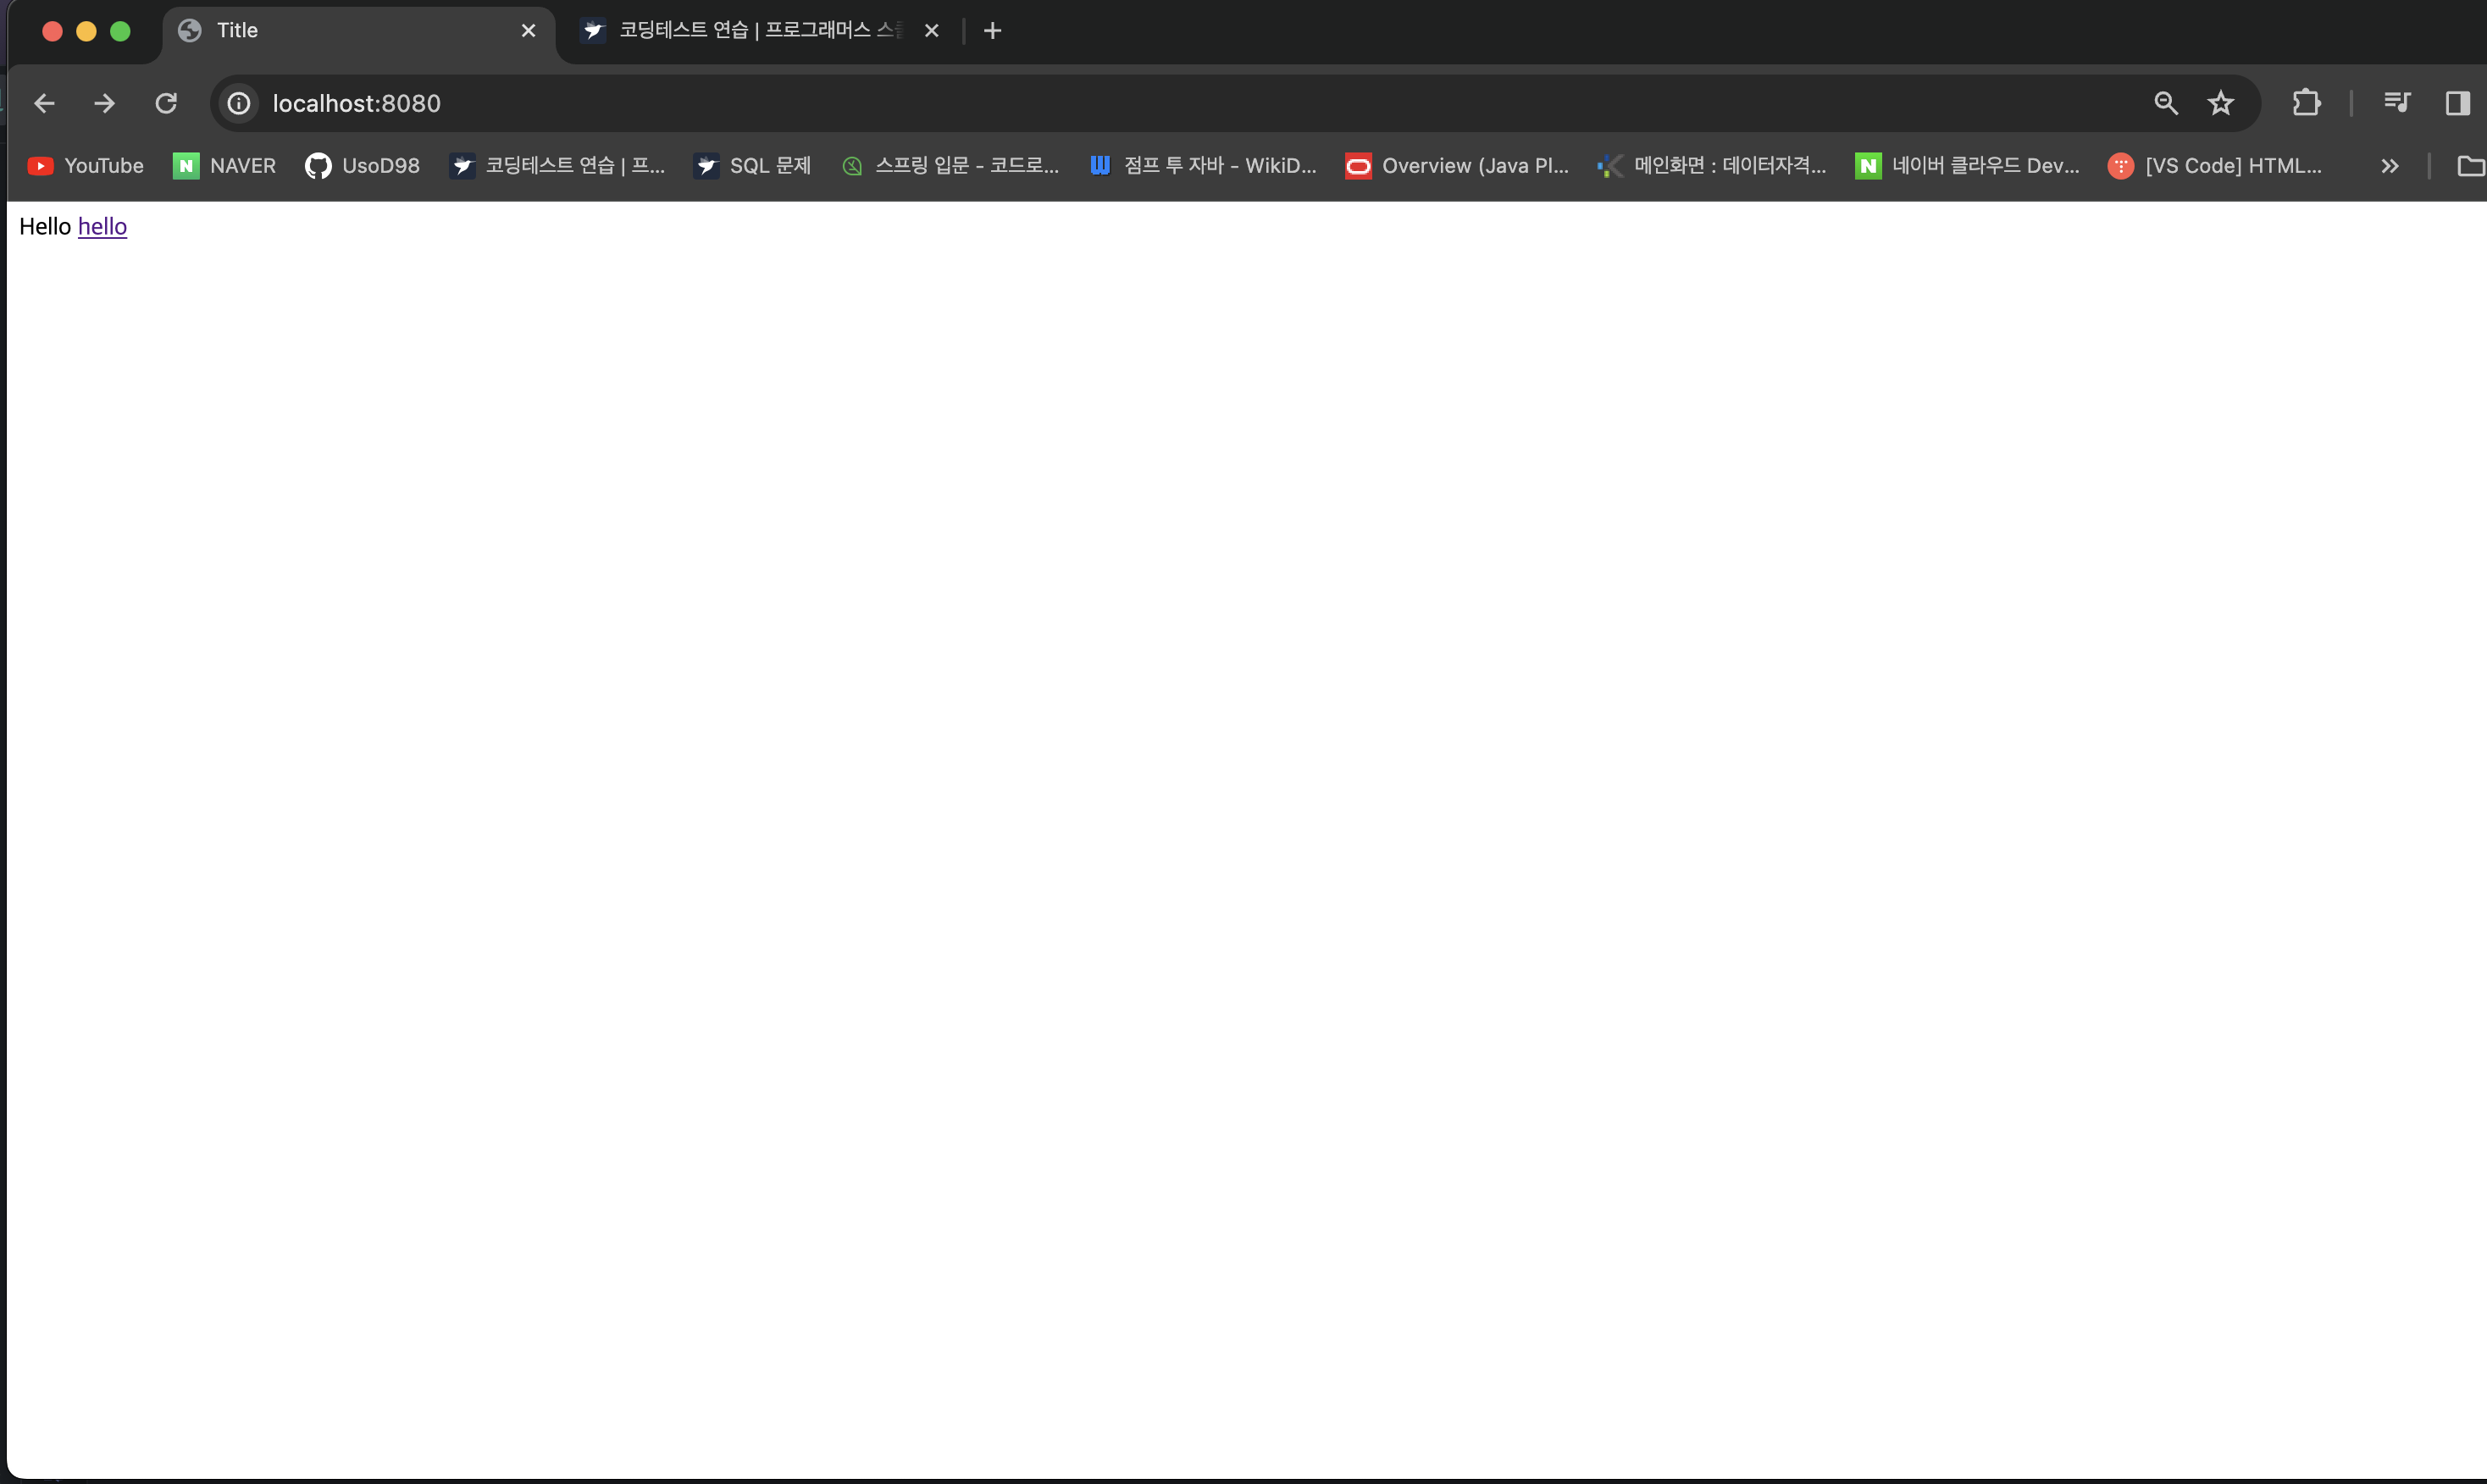 Title
코딩테스트 연습 | 프로그래머스
localhost:8080
YouTube NAVER UsoD98 코딩테스트 연습 | 프... SQL 문제 스프링 입문 - 코드로... 점프 투 자바 - WikiD... Overview (Java Pl... 메인화면 : 데이터자격... 네이버 클라우드 Dev... [VS Code] HTML...
Hello hello